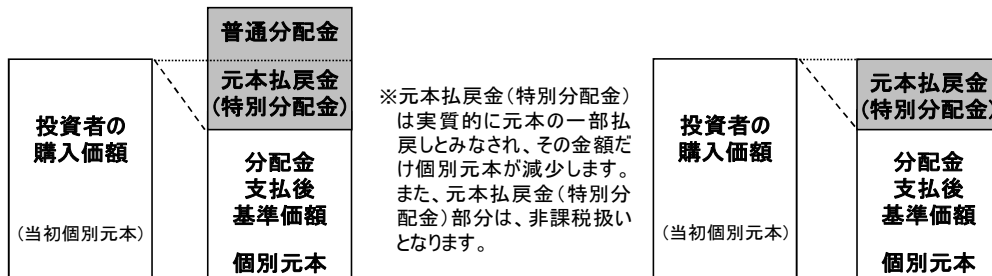 普通分配金
元本払戻金
(特別分配金)
投資者の
購入価額
(当初個別元本)
分配金
支払後
基準価額
個別元本
※元本払戻金(特別分配金)
は実質的に元本の一部払
戻しとみなされ、その金額だ
け個別元本が減少します。
また、元本払戻金(特別分
配金)部分は、非課税扱い
となります。
投資者の
購入価額
(当初個別元本)
元本払戻金
(特別分配金)
分配金
支払後
基準価額
個別元本